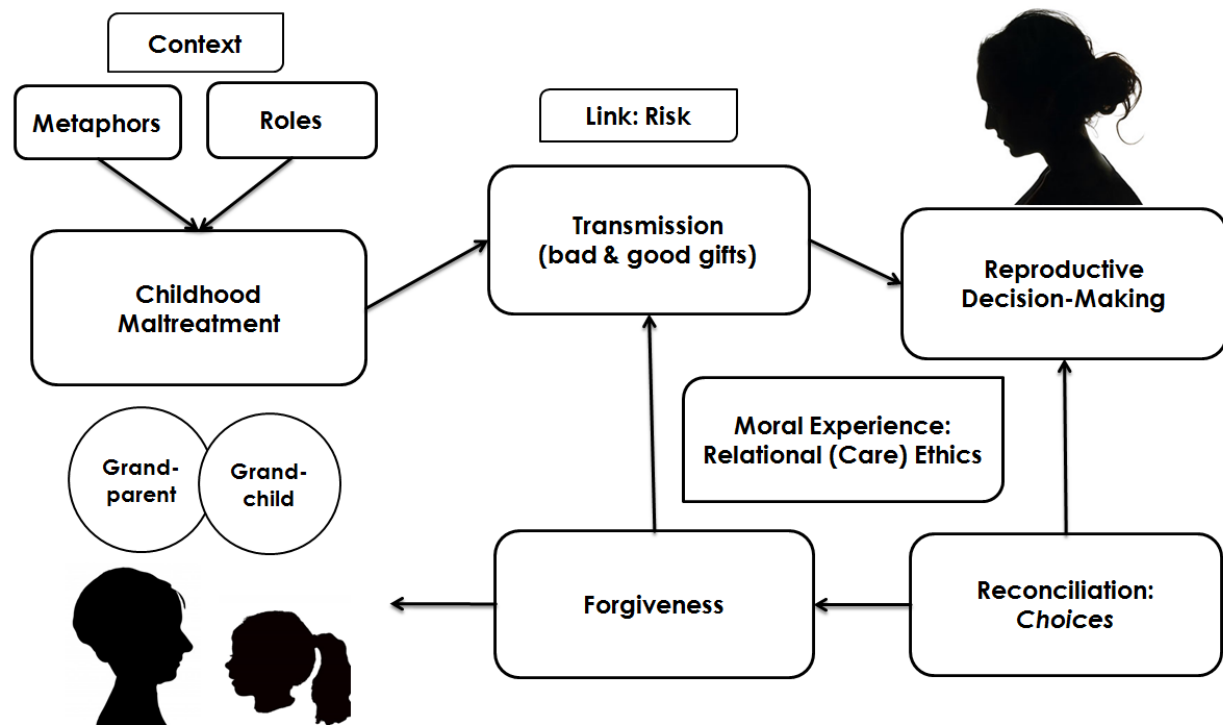 Context
Metaphors
Roles
Link: Risk
Transmission
(bad & good gifts)
Reproductive
Decision-Making
Childhood
Maltreatment
Moral Experience:
Relational (Care) Ethics
Grand-
parent
Grand-
child
Forgiveness
Reconciliation:
Choices